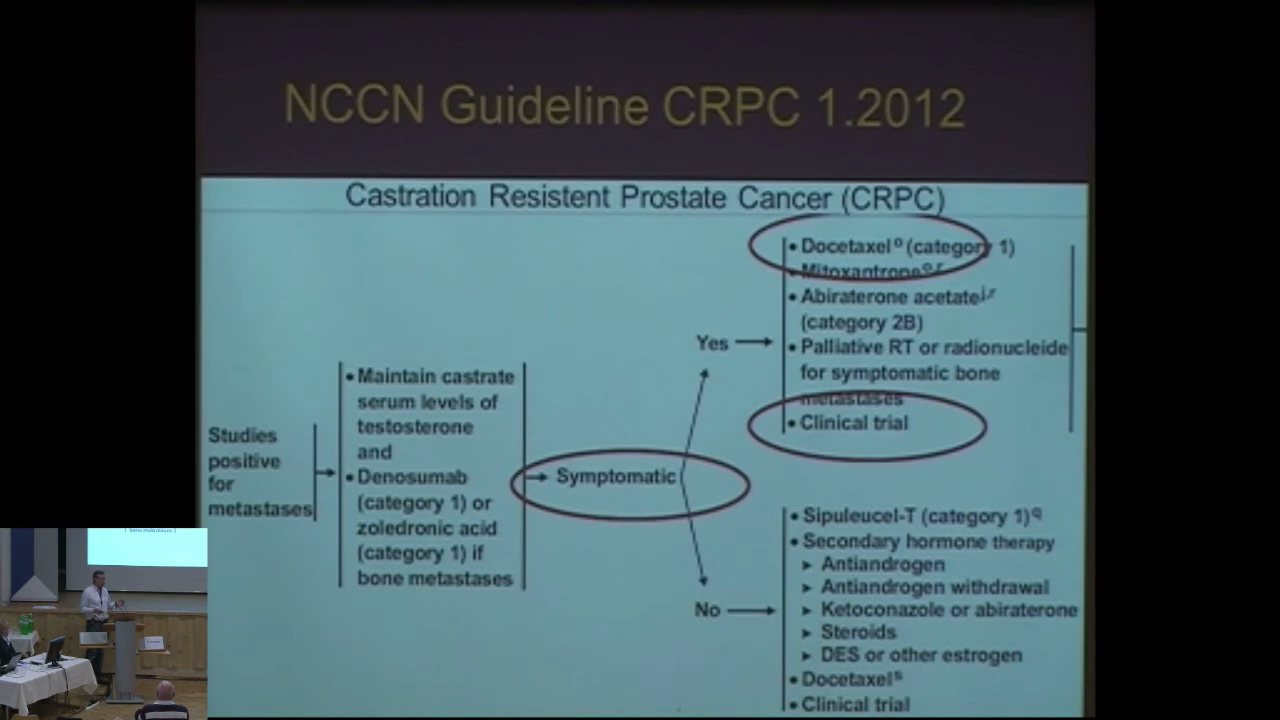 NCCN Guideline CRPC 1.2012
Castration Resistent Prostate Cancer (CRPC)
Studies
positive
for
metastases
• Maintain castrate
serum levels of
testosterone
and
• Denosumab
(category 1) or
zoledronic acid
(category 1) if
bone metastases
Symptomatic
Yes
• Docetaxelᵒ (category 1)
• Mitoxantrone
• Abiraterone acetate
(category 2B)
• Palliative RT or radionucleide
for symptomatic bone
metastases
• Clinical trial
No
• Sipuleucel-T (category 1)q
• Secondary hormone therapy
► Antiandrogen
► Antiandrogen withdrawal
► Ketoconazole or abiraterone
► Steroids
► DES or other estrogen
• Docetaxelˢ
• Clinical trial